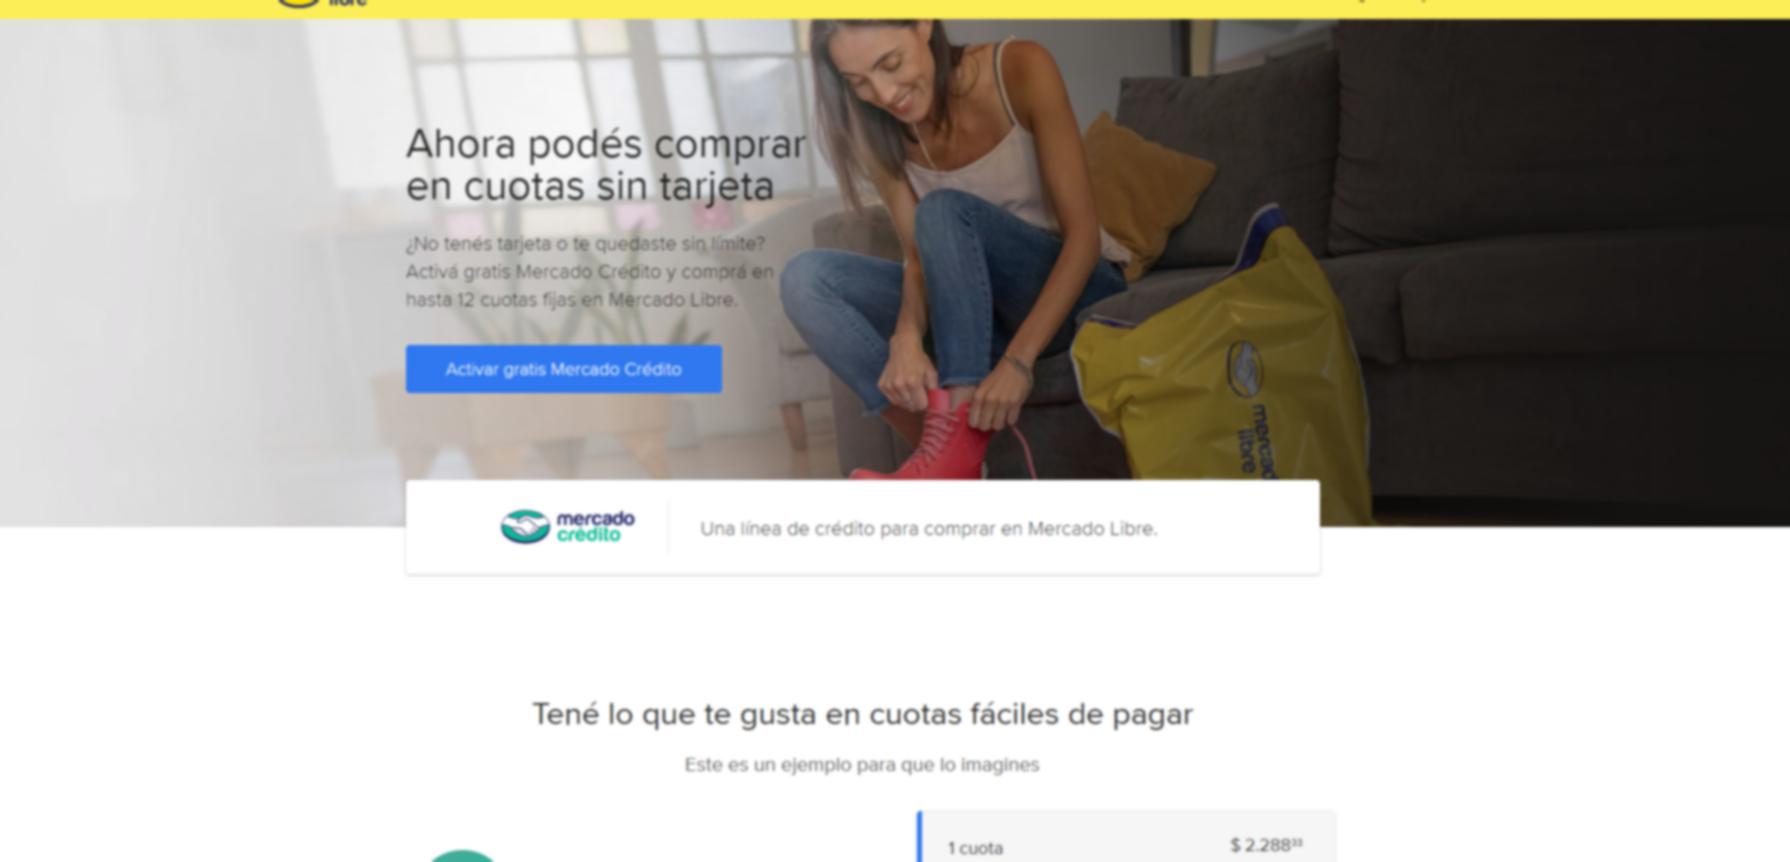 Ahora podés comprar
en cuotas sin tarjeta
¿No tenés tarjeta o te quedaste sin límite?
Activá gratis Mercado Crédito y comprá en
hasta 12 cuotas fijas en Mercado Libre.
Activar gratis Mercado Crédito
mercado
libre
mercado
crédito
Una línea de crédito para comprar en Mercado Libre.
Tené lo que te gusta en cuotas fáciles de pagar
Este es un ejemplo para que lo imagines
1 cuota
$ 2.288³³